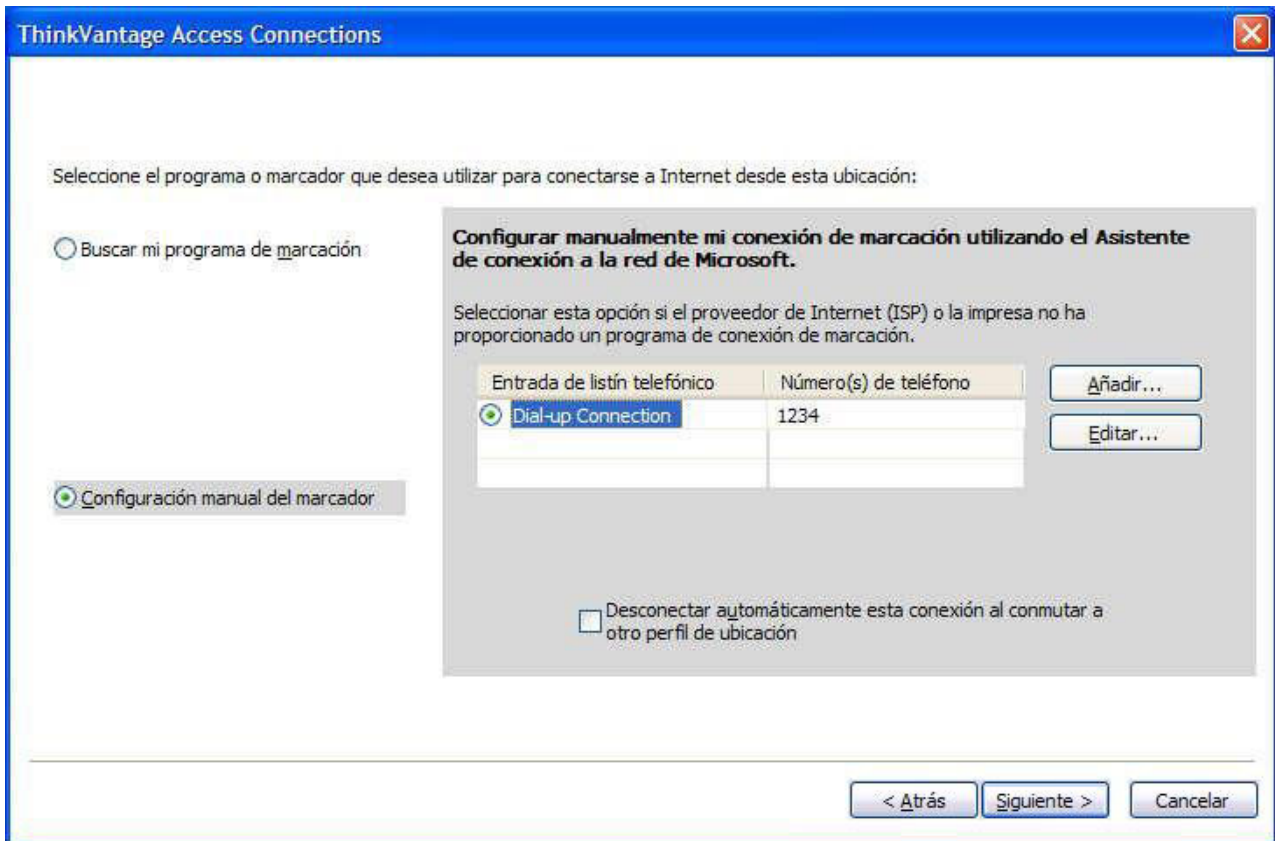 ThinkVantage Access Connections
Seleccione el programa o marcador que desea utilizar para conectarse a Internet desde esta ubicación:
Buscar mi programa de marcación
Configurar manualmente mi conexión de marcación utilizando el Asistente
de conexión a la red de Microsoft.
Seleccionar esta opción si el proveedor de Internet (ISP) o la impresa no ha
proporcionado un programa de conexión de marcación.
Entrada de listín telefónico Número(s) de teléfono
Añadir...
Dial-up Connection 1234
Editar...
Configuración manual del marcador
Desconectar automáticamente esta conexión al conmutar a
otro perfil de ubicación
< Atrás Siguiente > Cancelar